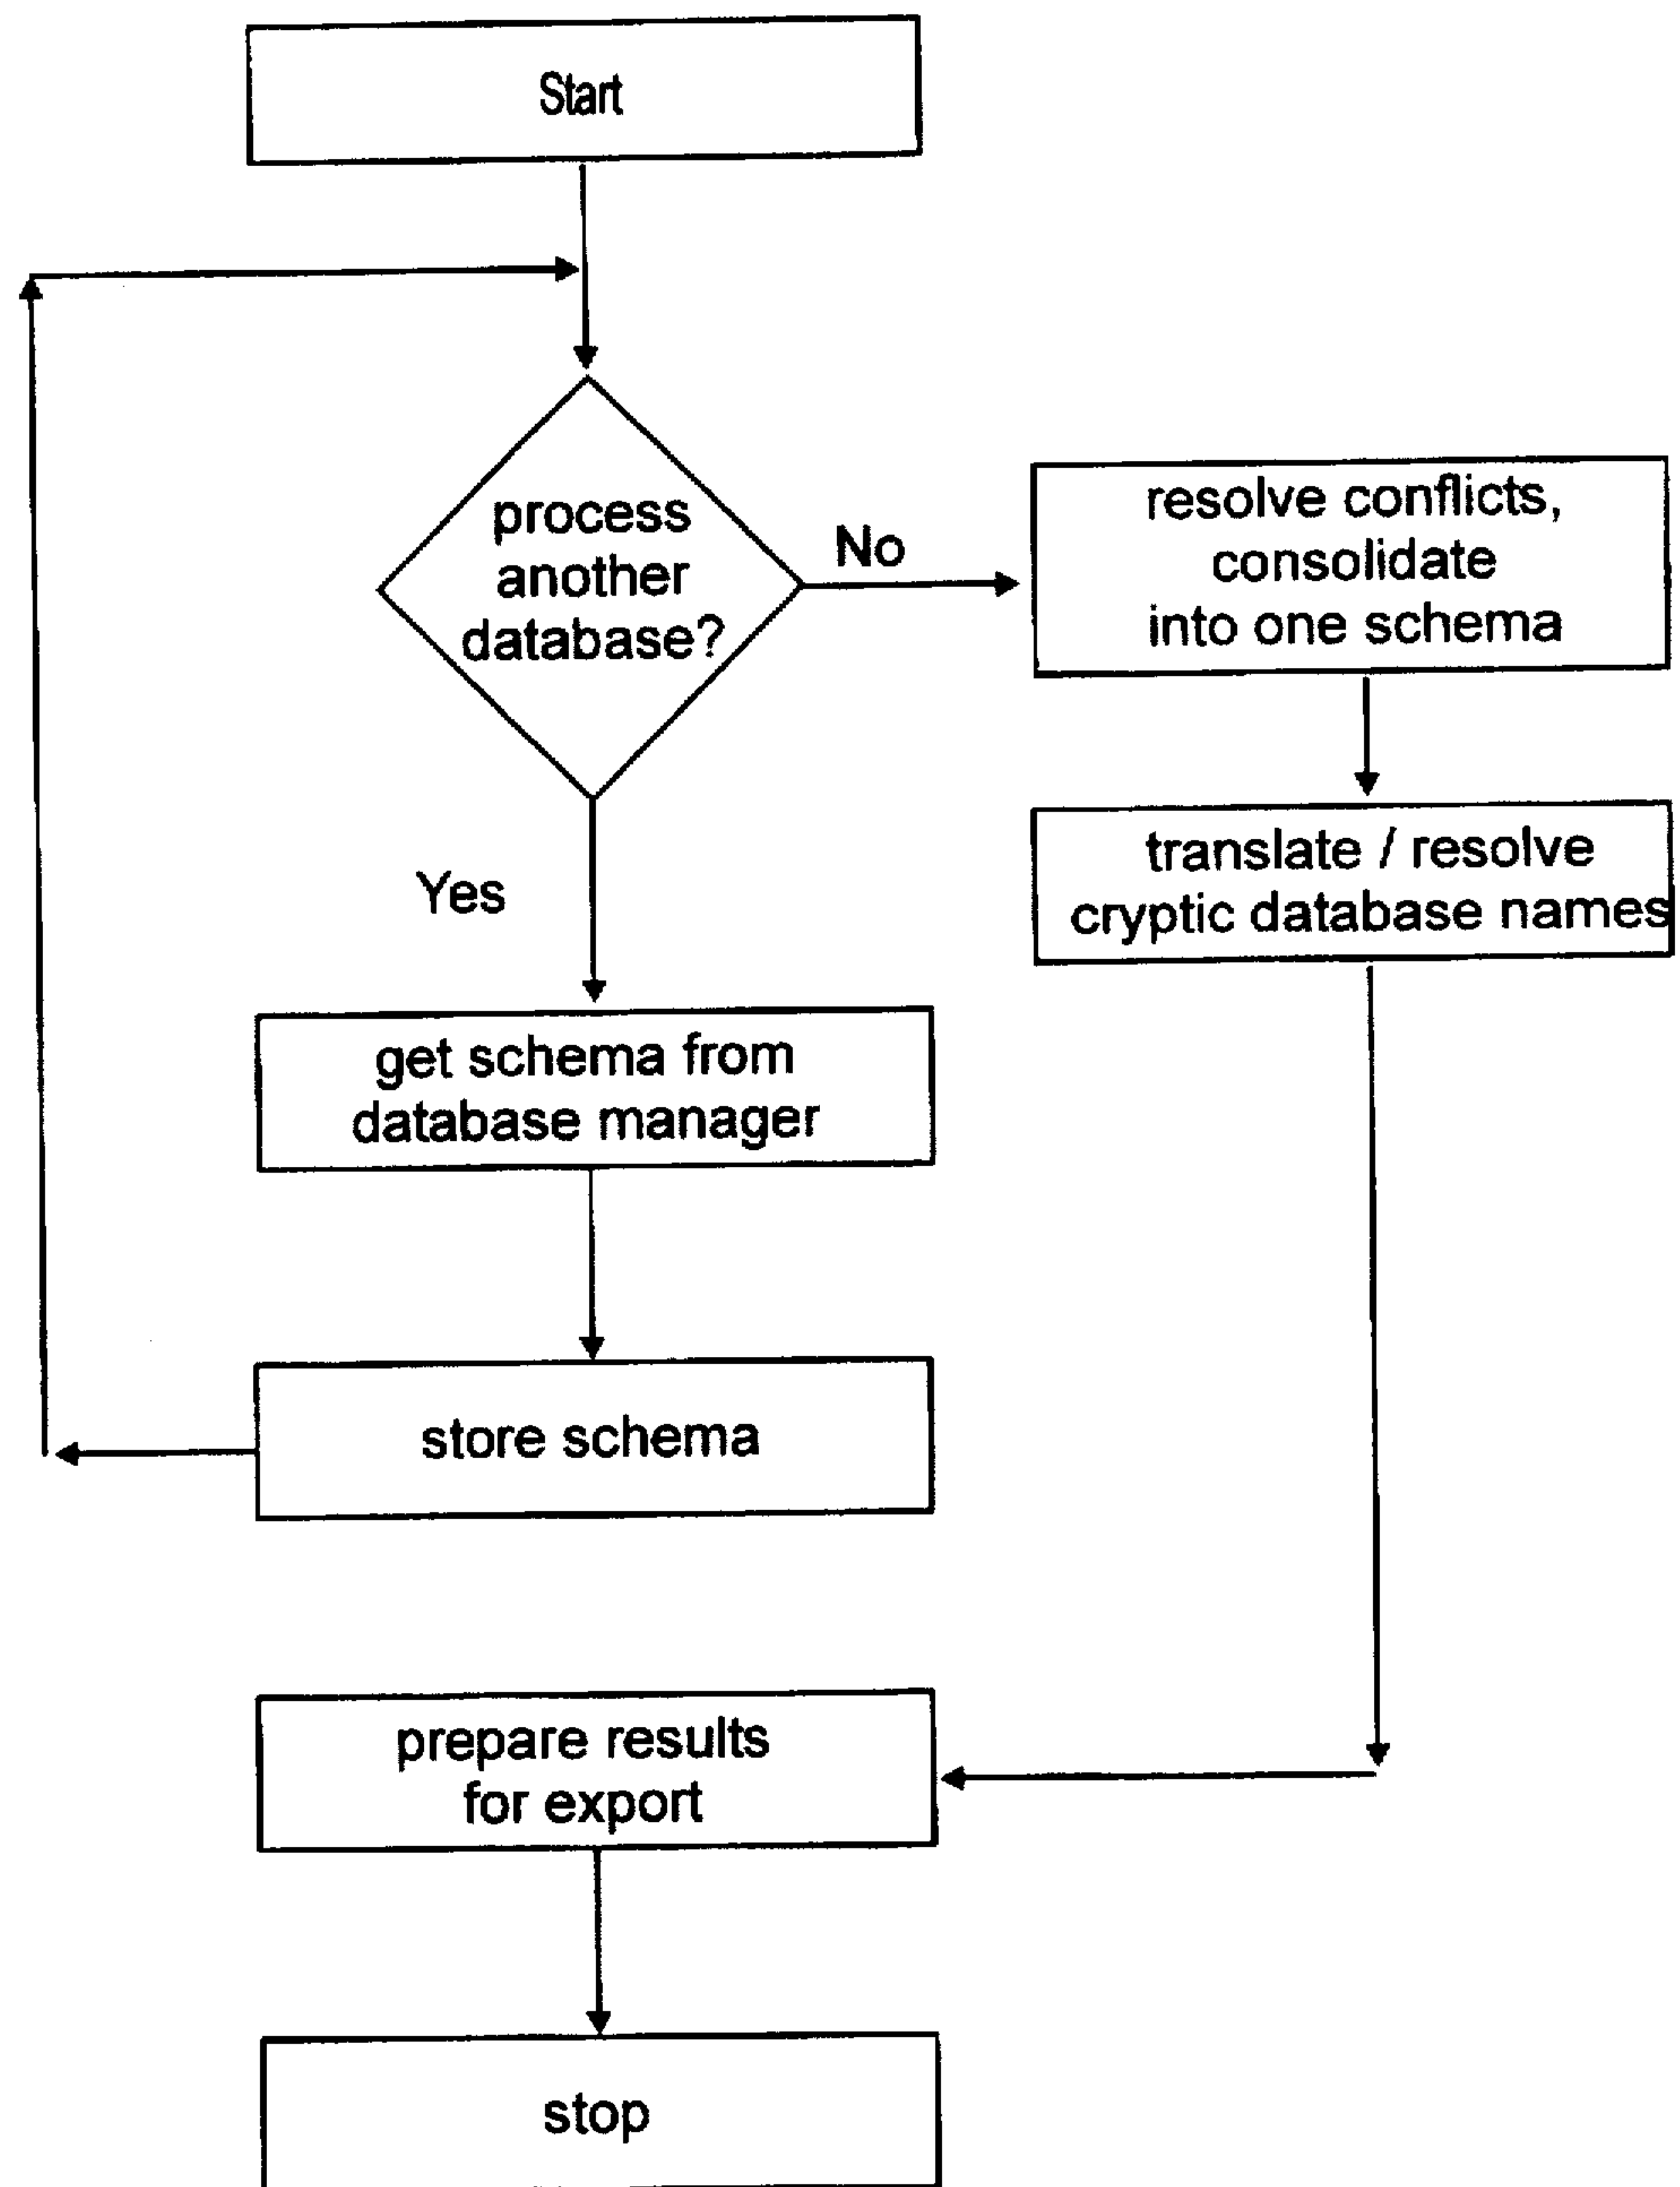 Start
process
another
database?
No
resolve conflicts,
consolidate
into one schema
translate / resolve
cryptic database names
Yes
get schema from
database manager
store schema
prepare results
for export
stop